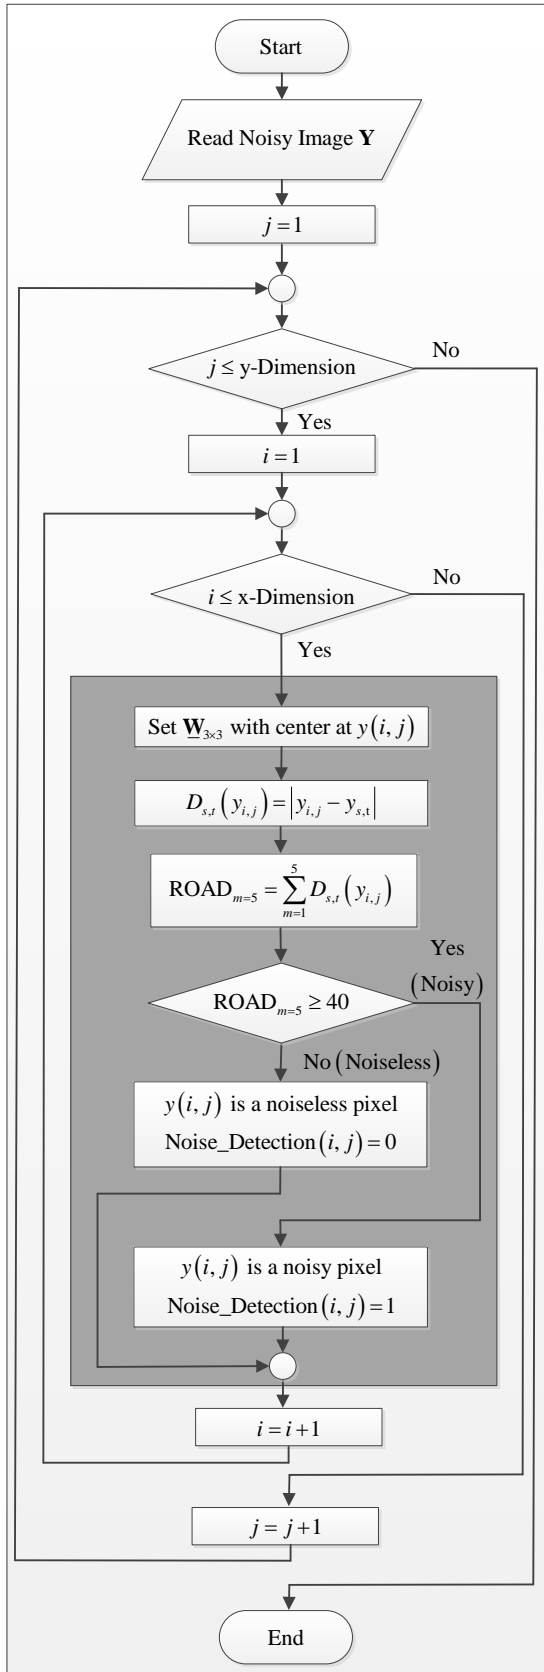 Start
Read Noisy Image Y
j = 1
j ≤ y-Dimension
No
Yes
i = 1
i ≤ x-Dimension
No
Yes
Set W3×3 with center at y(i, j)
Ds,t(yi,j) = |yi,j − ys,t|
ROADm=5 = ∑5m=1 Ds,t(yi,j)
Yes
(Noisy)
ROADm=5 ≥ 40
No (Noiseless)
y(i, j) is a noiseless pixel
Noise_Detection(i, j) = 0
y(i, j) is a noisy pixel
Noise_Detection(i, j) = 1
i = i + 1
j = j + 1
End